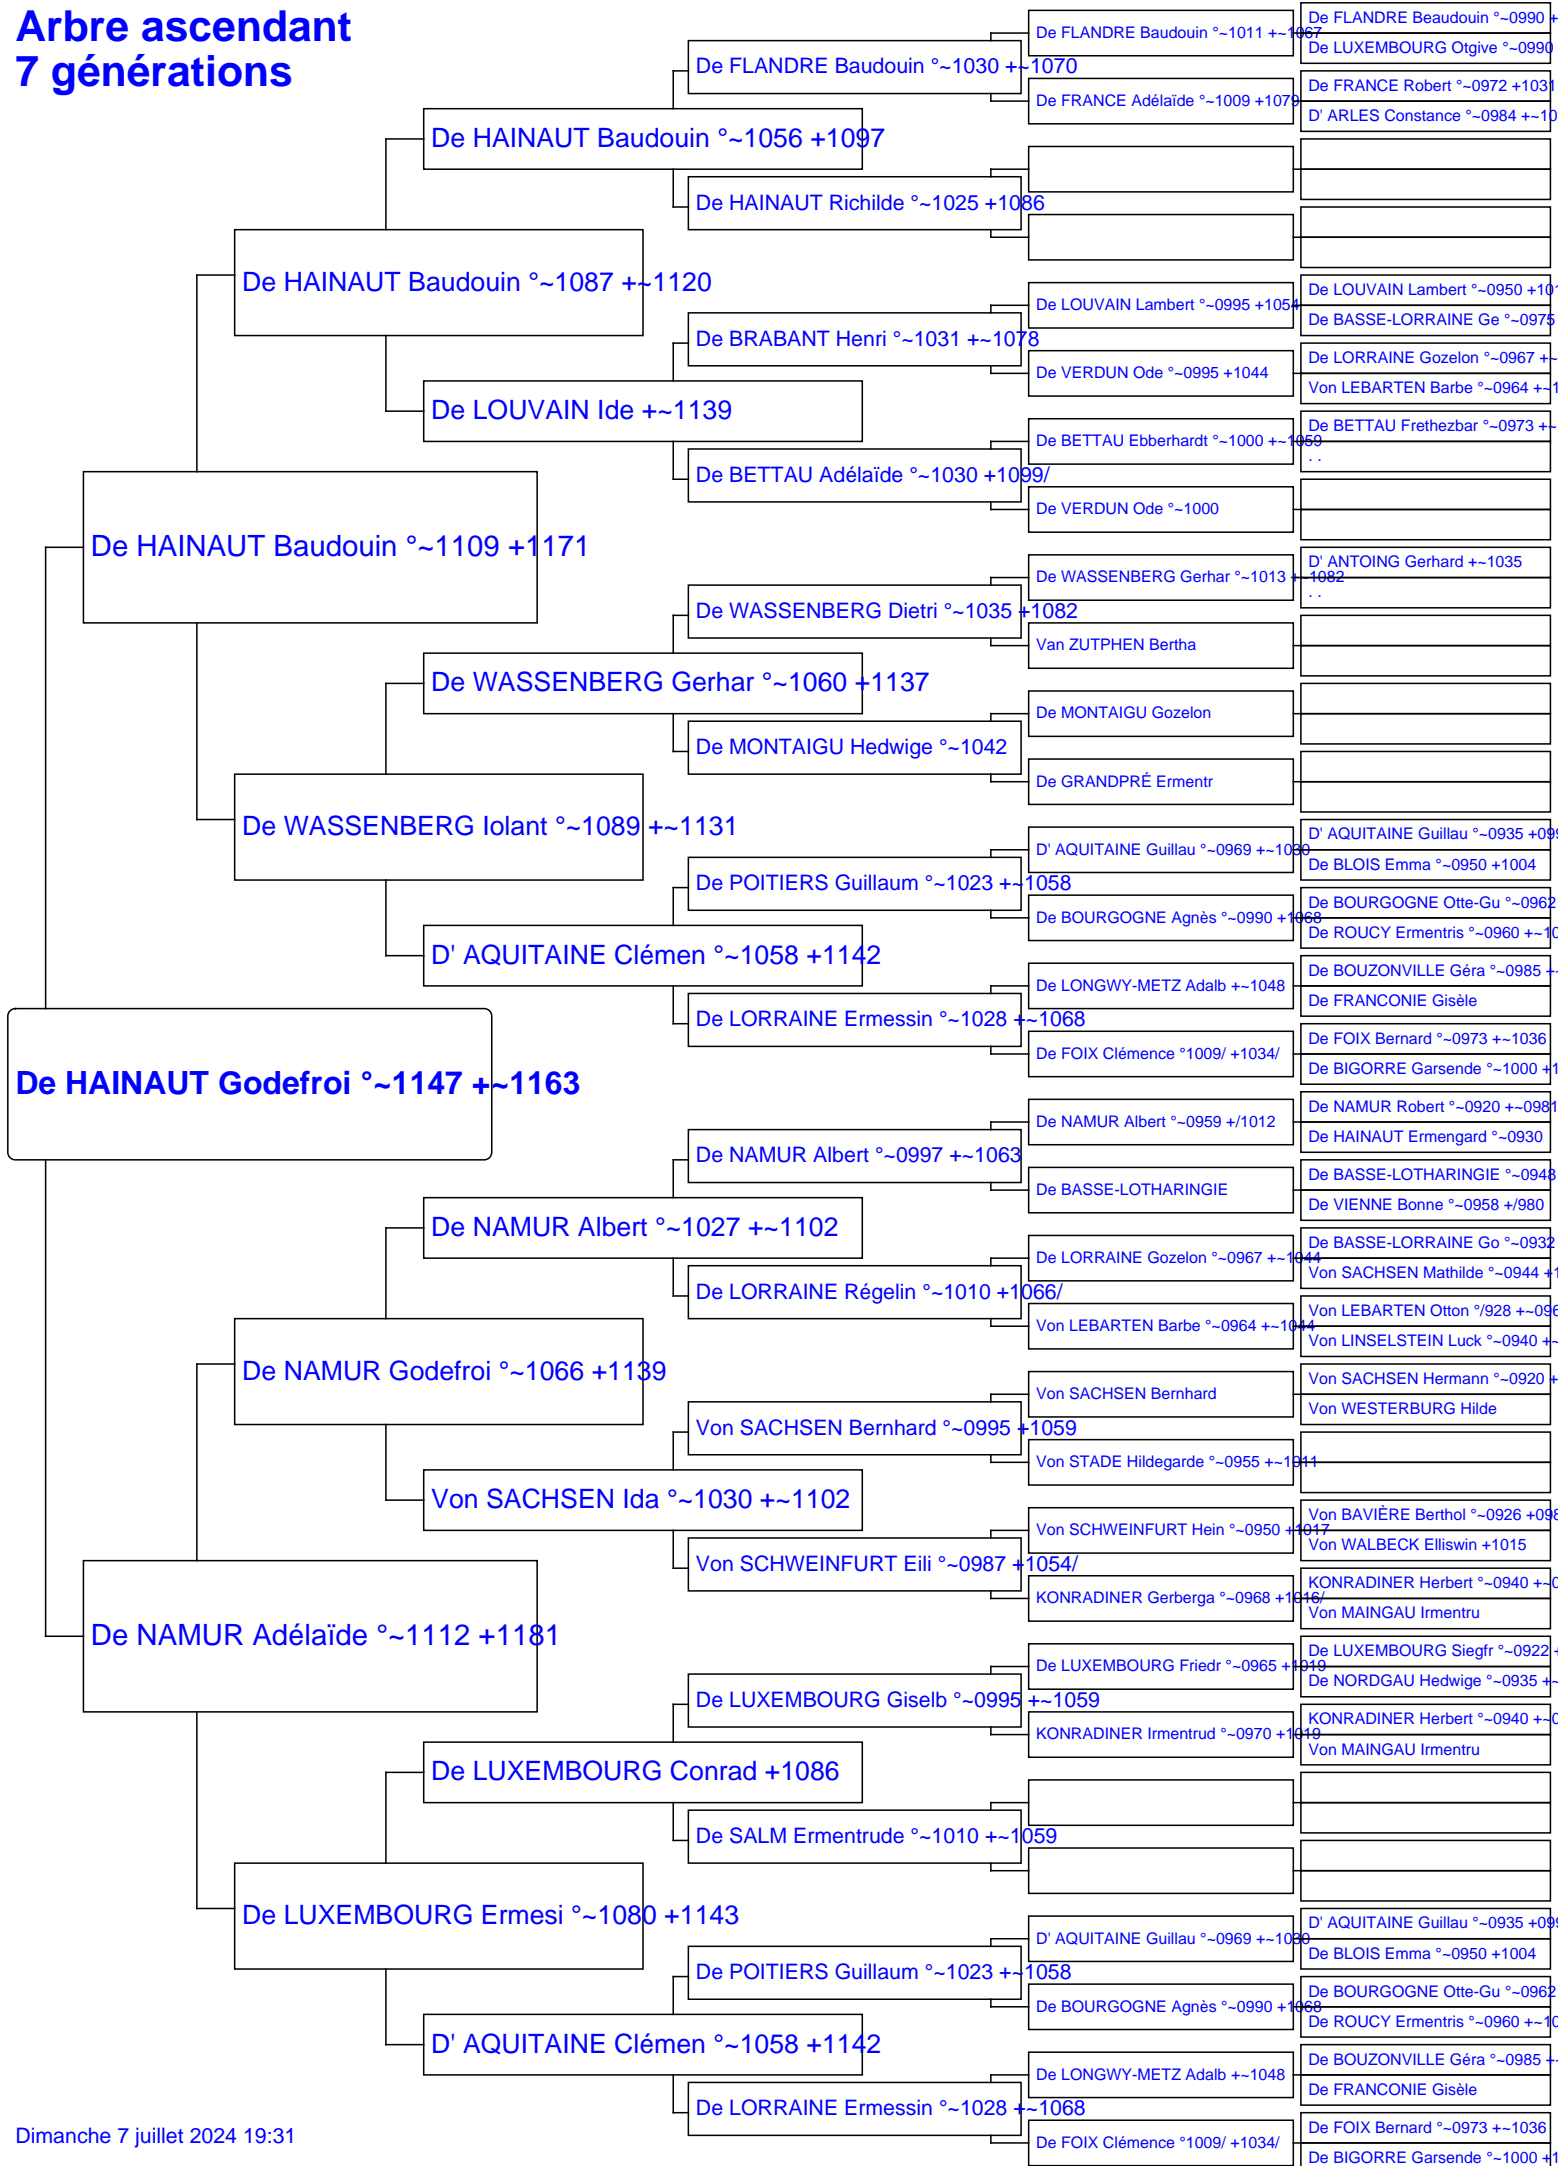 Arbre ascendant
7 générations
De HAINAUT Godefroi °~1147 +~1163
De HAINAUT Baudouin °~1109 +1171
De NAMUR Adélaïde °~1112 +1181
De HAINAUT Baudouin °~1087 +~1120
De WASSENBERG Iolant °~1089 +~1131
De NAMUR Godefroi °~1066 +1139
De LUXEMBOURG Ermesi °~1080 +1143
De HAINAUT Baudouin °~1056 +1097
De LOUVAIN Ide +~1139
De WASSENBERG Gerhar °~1060 +1137
D' AQUITAINE Clémen °~1058 +1142
De NAMUR Albert °~1027 +~1102
Von SACHSEN Ida °~1030 +~1102
De LUXEMBOURG Conrad +1086
D' AQUITAINE Clémen °~1058 +1142
De FLANDRE Baudouin °~1030 +~1070
De HAINAUT Richilde °~1025 +1086
De BRABANT Henri °~1031 +~1078
De BETTAU Adélaïde °~1030 +1099/
De WASSENBERG Dietri °~1035 +1082
De MONTAIGU Hedwige °~1042
De POITIERS Guillaum °~1023 +~1058
De LORRAINE Ermessin °~1028 +~1068
De NAMUR Albert °~0997 +~1063
De LORRAINE Régelin °~1010 +1066/
Von SACHSEN Bernhard °~0995 +1059
Von SCHWEINFURT Eili °~0987 +1054/
De LUXEMBOURG Giselb °~0995 +~1059
De SALM Ermentrude °~1010 +~1059
De POITIERS Guillaum °~1023 +~1058
De LORRAINE Ermessin °~1028 +~1068
De FLANDRE Baudouin °~1011 +~1067
De FRANCE Adélaïde °~1009 +1079
De LOUVAIN Lambert °~0995 +1054
De VERDUN Ode °~0995 +1044
De BETTAU Ebberhardt °~1000 +~1059
De VERDUN Ode °~1000
De WASSENBERG Gerhar °~1013 +~1082
Van ZUTPHEN Bertha
De MONTAIGU Gozelon
De GRANDPRÉ Ermentr
D' AQUITAINE Guillau °~0969 +~1030
De BOURGOGNE Agnès °~0990 +1068
De LONGWY-METZ Adalb +~1048
De FOIX Clémence °1009/ +1034/
De NAMUR Albert °~0959 +/1012
De BASSE-LOTHARINGIE
De LORRAINE Gozelon °~0967 +~1044
Von LEBARTEN Barbe °~0964 +~1044
Von SACHSEN Bernhard
Von STADE Hildegarde °~0955 +~1011
Von SCHWEINFURT Hein °~0950 +1017
KONRADINER Gerberga °~0968 +1016/
De LUXEMBOURG Friedr °~0965 +1019
KONRADINER Irmentrud °~0970 +1019
D' AQUITAINE Guillau °~0969 +~1030
De BOURGOGNE Agnès °~0990 +1068
De LONGWY-METZ Adalb +~1048
De FOIX Clémence °1009/ +1034/
De FLANDRE Beaudouin °~0990 +
De LUXEMBOURG Otgive °~0990
De FRANCE Robert °~0972 +1031
D' ARLES Constance °~0984 +~10
De LOUVAIN Lambert °~0950 +101
De BASSE-LORRAINE Ge °~0975
De LORRAINE Gozelon °~0967 +~
Von LEBARTEN Barbe °~0964 +~1
De BETTAU Frethezbar °~0973 +~
. .
D' ANTOING Gerhard +~1035
. .
D' AQUITAINE Guillau °~0935 +099
De BLOIS Emma °~0950 +1004
De BOURGOGNE Otte-Gu °~0962
De ROUCY Ermentris °~0960 +~10
De BOUZONVILLE Géra °~0985 +~
De FRANCONIE Gisèle
De FOIX Bernard °~0973 +~1036
De BIGORRE Garsende °~1000 +1
De NAMUR Robert °~0920 +~0981
De HAINAUT Ermengard °~0930
De BASSE-LOTHARINGIE °~0948
De VIENNE Bonne °~0958 +/980
De BASSE-LORRAINE Go °~0932
Von SACHSEN Mathilde °~0944 +1
Von LEBARTEN Otton °/928 +~096
Von LINSELSTEIN Luck °~0940 +~
Von SACHSEN Hermann °~0920 +
Von WESTERBURG Hilde
Von BAVIÈRE Berthol °~0926 +098
Von WALBECK Elliswin +1015
KONRADINER Herbert °~0940 +~0
Von MAINGAU Irmentru
De LUXEMBOURG Siegfr °~0922 +
De NORDGAU Hedwige °~0935 +~
KONRADINER Herbert °~0940 +~0
Von MAINGAU Irmentru
D' AQUITAINE Guillau °~0935 +099
De BLOIS Emma °~0950 +1004
De BOURGOGNE Otte-Gu °~0962
De ROUCY Ermentris °~0960 +~10
De BOUZONVILLE Géra °~0985 +~
De FRANCONIE Gisèle
De FOIX Bernard °~0973 +~1036
De BIGORRE Garsende °~1000 +1
Dimanche 7 juillet 2024 19:31